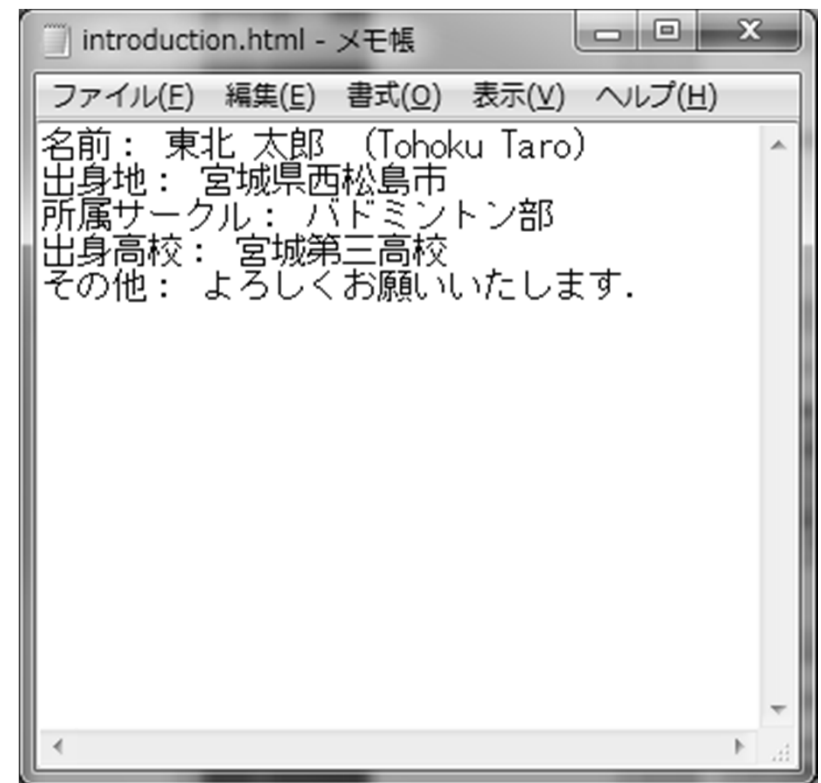 introduction.html - メモ帳
ファイル(F) 編集(E) 書式(O) 表示(V) ヘルプ(H)
名前： 東北 太郎 （Tohoku Taro）
出身地： 宮城県西松島市
所属サークル： バドミントン部
出身高校： 宮城第三高校
その他： よろしくお願いいたします．